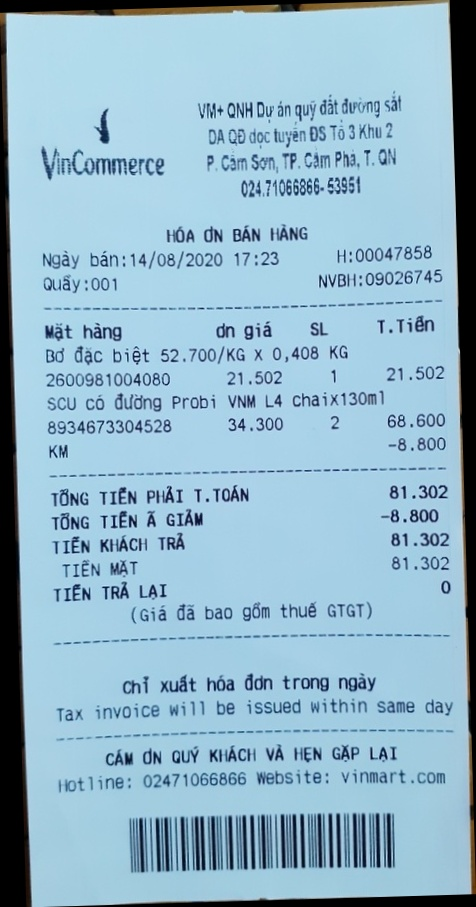 VinCommerce
VM+ QNH Dự án quỹ đất đường sắt
DA QĐ dọc tuyến ĐS Tổ 3 Khu 2
P. Cẩm Sơn, TP. Cẩm Phả, T. QN
024.71066866-53951
HÓA ƠN BÁN HÀNG
Ngày bán:14/08/2020 17:23 H:00047858
Quầy:001 NVBH:09026745
Mặt hàng ơn giá SL T.Tiền
Bơ đặc biệt 52.700/KG X 0,408 KG
2600981004080 21.502 1 21.502
SCU có đường Probi VNM L4 chaix130ml
8934673304528 34.300 2 68.600
KM -8.800
TỔNG TIỀN PHẢI T.TOÁN 81.302
TỔNG TIỀN Ã GIẢM -8.800
TIỀN KHÁCH TRẢ 81.302
TIỀN MẶT 81.302
TIỀN TRẢ LẠI 0
(Giá đã bao gồm thuế GTGT)
Chỉ xuất hóa đơn trong ngày
Tax invoice will be issued within same day
CẢM ƠN QUÝ KHÁCH VÀ HẸN GẶP LẠI
Hotline: 02471066866 Website: vinmart.com